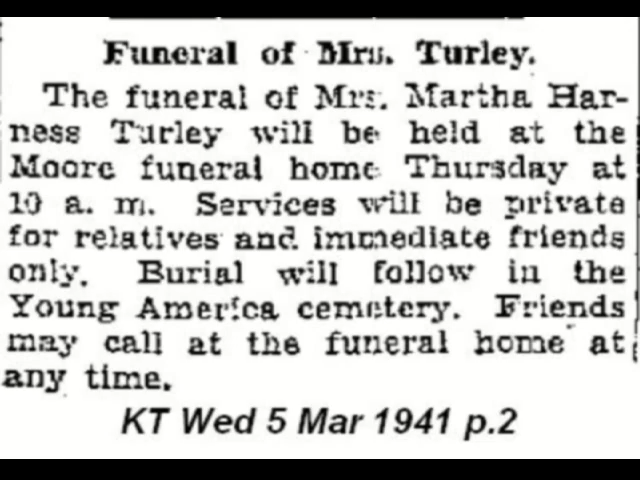 Funeral of Mrs. Turley.
The funeral of Mrs. Martha Har-
ness Turley will be held at the
Moore funeral home Thursday at
10 a. m. Services will be private
for relatives and immediate friends
only. Burial will follow in the
Young America cemetery. Friends
may call at the funeral home at
any time.
KT Wed 5 Mar 1941 p.2